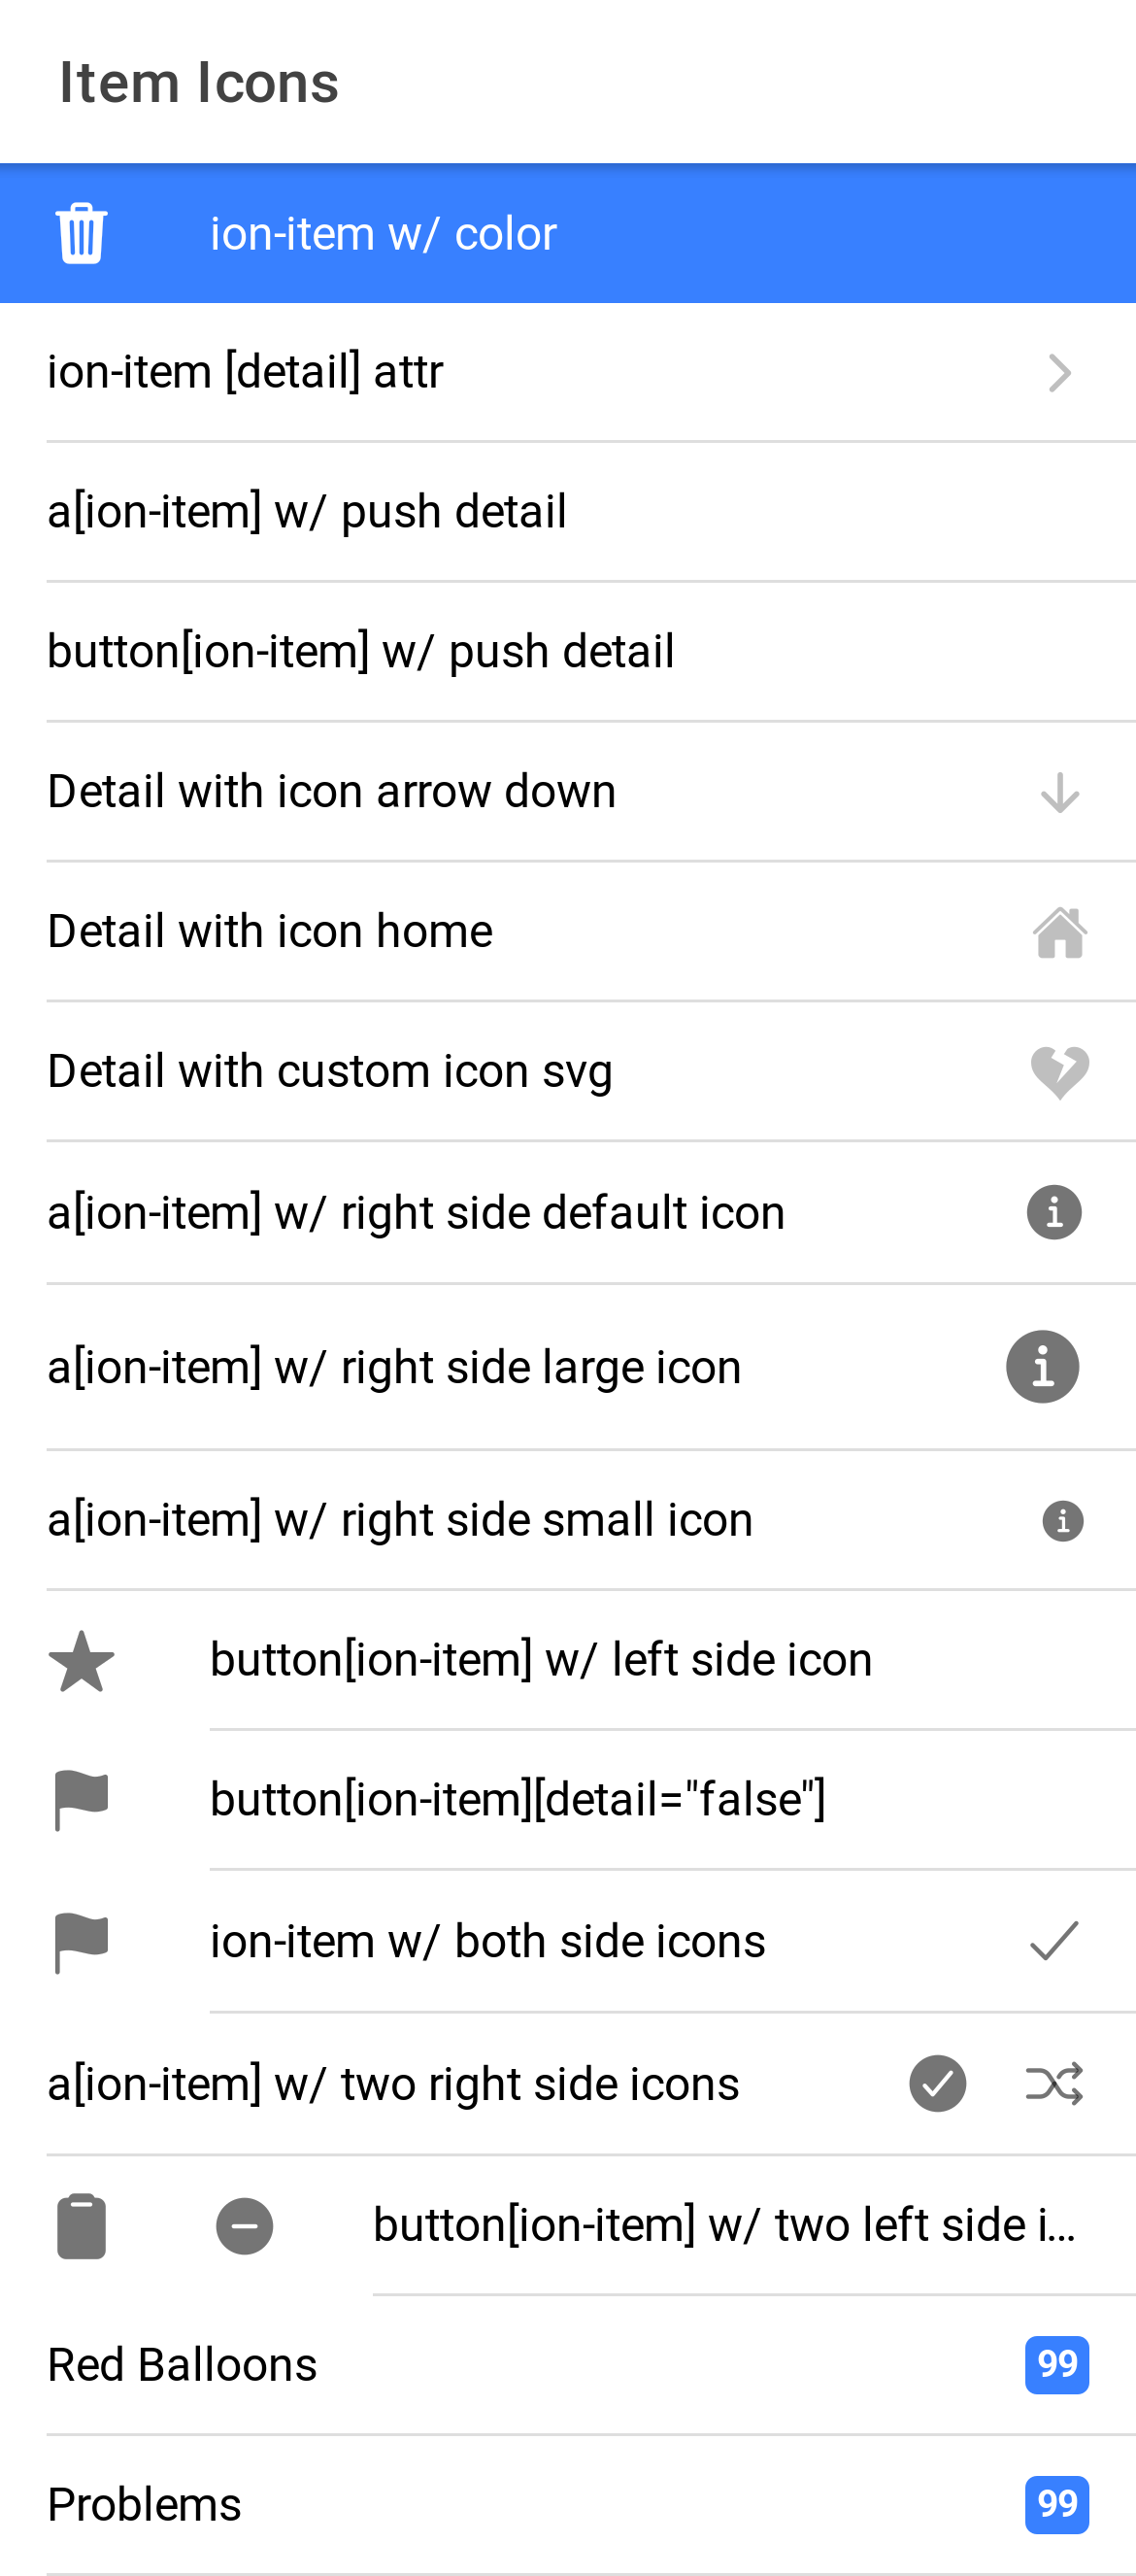 Item Icons
ion-item w/ color
ion-item [detail] attr
a[ion-item] w/ push detail
button[ion-item] w/ push detail
Detail with icon arrow down
Detail with icon home
Detail with custom icon svg
a[ion-item] w/ right side default icon
a[ion-item] w/ right side large icon
a[ion-item] w/ right side small icon
button[ion-item] w/ left side icon
button[ion-item][detail="false"]
ion-item w/ both side icons
a[ion-item] w/ two right side icons
button[ion-item] w/ two left side i...
Red Balloons 99
Problems 99